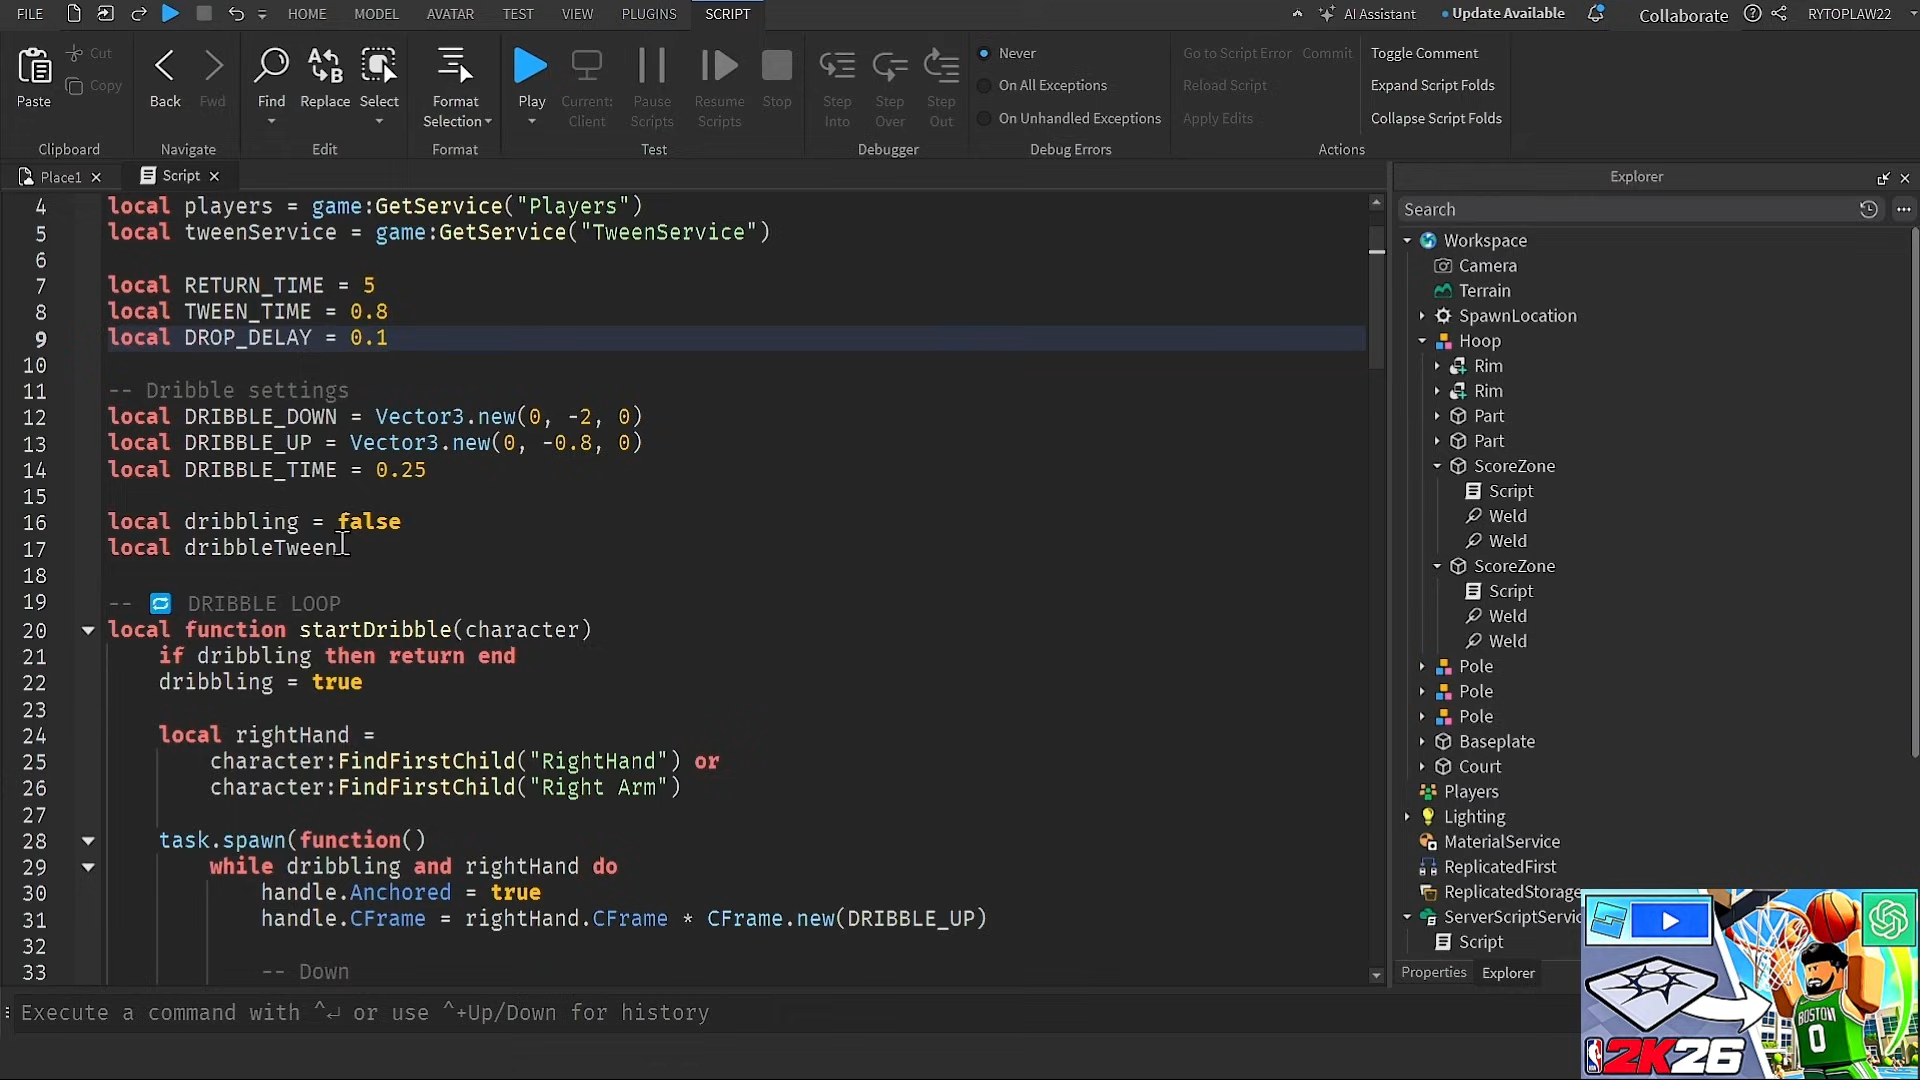 FILE HOME MODEL AVATAR TEST VIEW PLUGINS SCRIPT AI Assistant Update Available Collaborate RYTOPLAW22
Paste Cut Copy Back Fwd Find Replace Select Format Selection Play Current: Client Pause Scripts Resume Scripts Stop Step Into Step Over Step Out
Never Go to Script Error Commit Toggle Comment
On All Exceptions Reload Script Expand Script Folds
On Unhandled Exceptions Apply Edits Collapse Script Folds
Clipboard Navigate Edit Format Test Debugger Debug Errors Actions
Place1 Script
4 local players = game:GetService("Players")
5 local tweenService = game:GetService("TweenService")
6
7 local RETURN_TIME = 5
8 local TWEEN_TIME = 0.8
9 local DROP_DELAY = 0.1
10
11 -- Dribble settings
12 local DRIBBLE_DOWN = Vector3.new(0, -2, 0)
13 local DRIBBLE_UP = Vector3.new(0, -0.8, 0)
14 local DRIBBLE_TIME = 0.25
15
16 local dribbling = false
17 local dribbleTween
18
19 -- 🔁 DRIBBLE LOOP
20 local function startDribble(character)
21 if dribbling then return end
22 dribbling = true
23
24 local rightHand =
25 character:FindFirstChild("RightHand") or
26 character:FindFirstChild("Right Arm")
27
28 task.spawn(function()
29 while dribbling and rightHand do
30 handle.Anchored = true
31 handle.CFrame = rightHand.CFrame * CFrame.new(DRIBBLE_UP)
32
33 -- Down
Execute a command with ^↵ or use ^+Up/Down for history
Explorer
Search
Workspace
Camera
Terrain
SpawnLocation
Hoop
Rim
Rim
Part
Part
ScoreZone
Script
Weld
Weld
ScoreZone
Script
Weld
Weld
Pole
Pole
Pole
Baseplate
Court
Players
Lighting
MaterialService
ReplicatedFirst
ReplicatedStorage
ServerScriptServic
Script
Properties Explorer
BOSTON
0
NBA 2K26